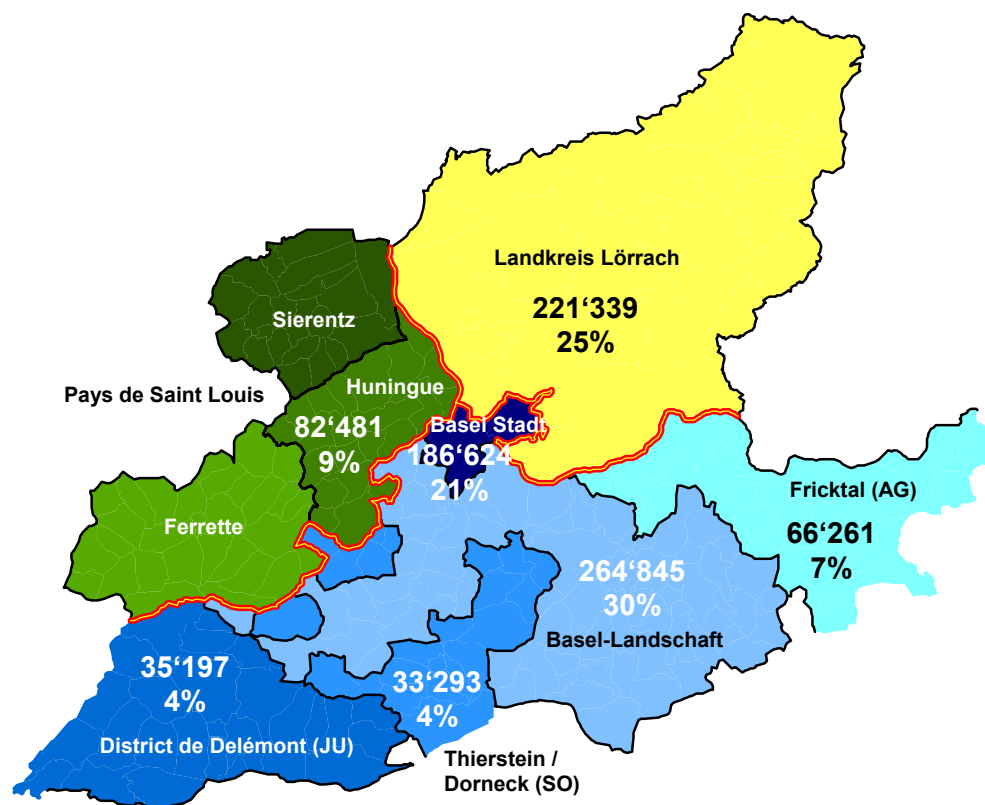 Landkreis Lörrach
221‘339
25%
Sierentz
Huningue
Pays de Saint Louis
82‘481
9%
Basel Stadt
186‘624
21%
Fricktal (AG)
66‘261
7%
Ferrette
264‘845
30%
Basel-Landschaft
35‘197
4%
District de Delémont (JU)
33‘293
4%
Thierstein /
Dorneck (SO)